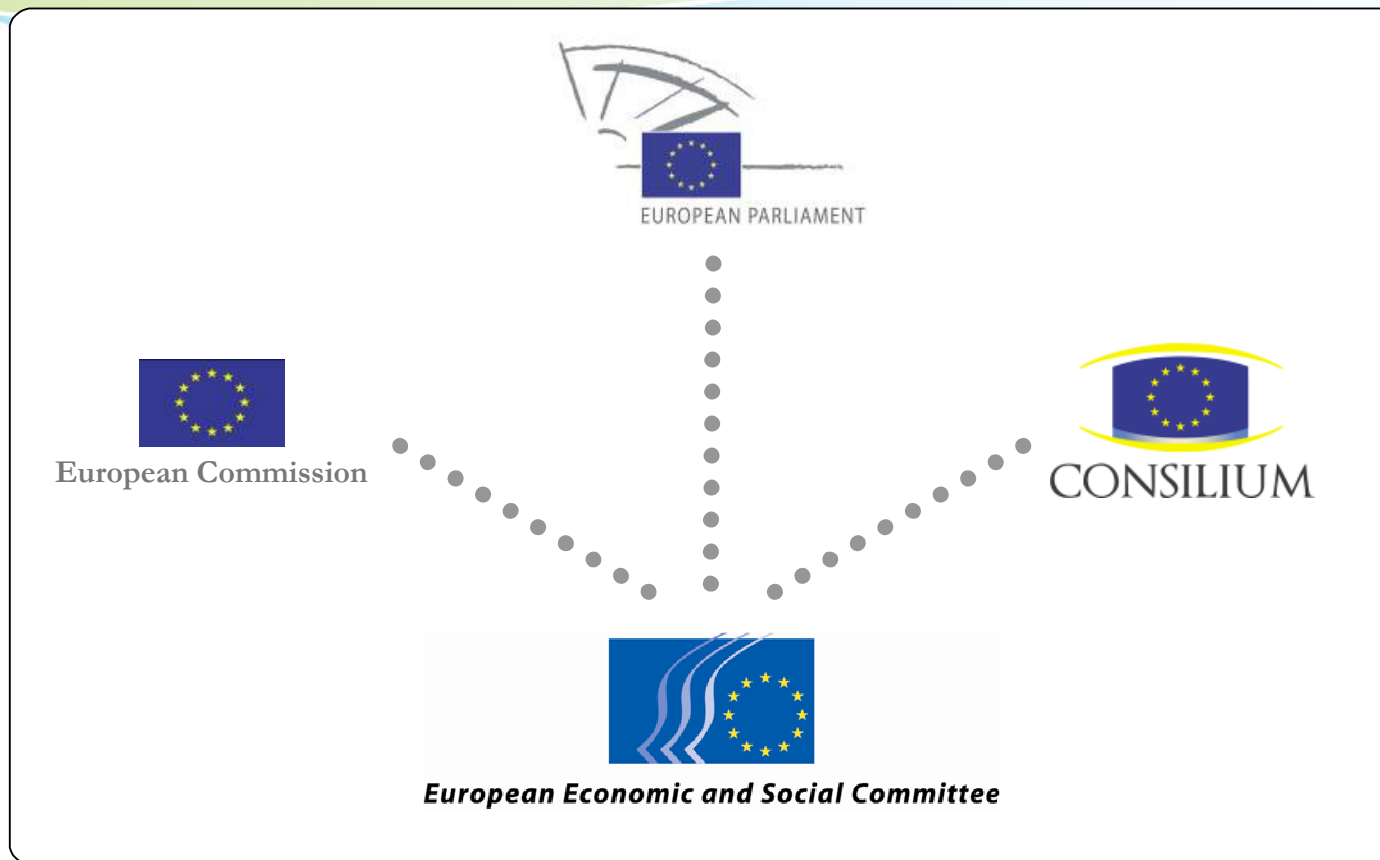 EUROPEAN PARLIAMENT
European Commission
CONSILIUM
European Economic and Social Committee